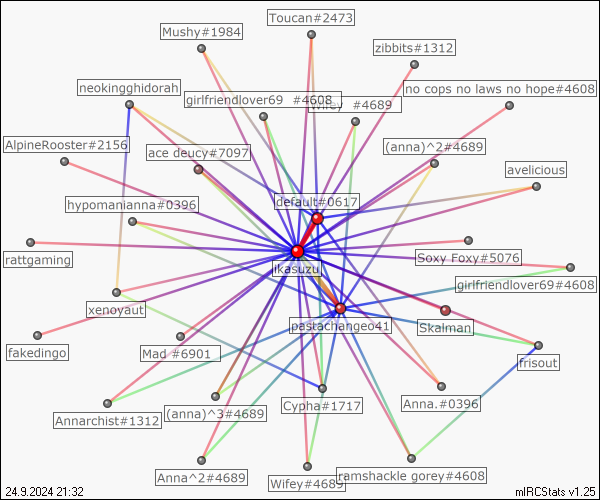 Toucan#2473
Mushy#1984
zibbits#1312
neokingghidorah
no cops no laws no hope#4608
girlfriendlover69 #4608
wifey #4689
AlpineRooster#2156
ace deucy#7097
(anna)^2#4689
avelicious
hypomanianna#0396
default#0617
rattgaming
ikasuzu
Soxy Foxy#5076
girlfriendlover69#4608
xenoyaut
pastachangeo41
Skalman
fakedingo
Mad #6901
frisout
Annarchist#1312
(anna)^3#4689
Cypha#1717
Anna.#0396
Anna^2#4689
Wifey#4689
ramshackle gorey#4608
24.9.2024 21:32
mIRCStats v1.25